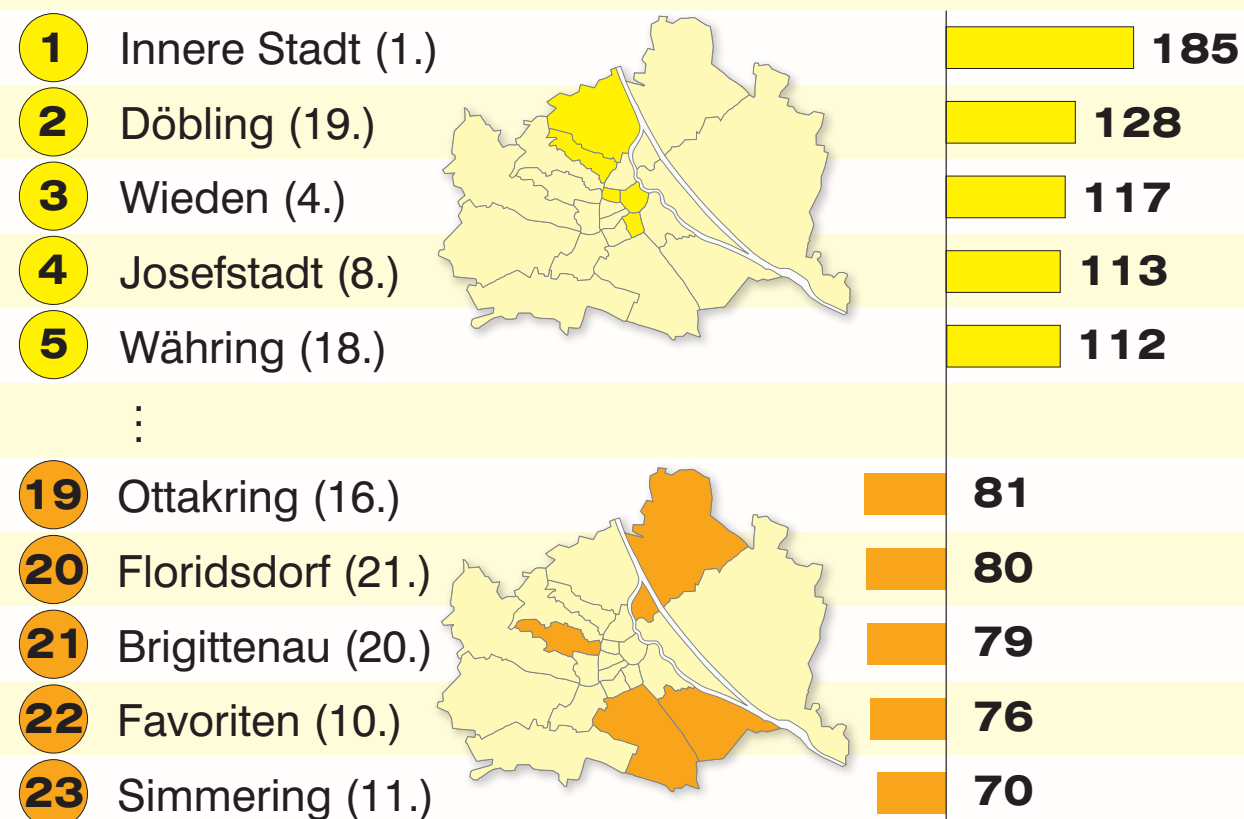 1 Innere Stadt (1.) 185
2 Döbling (19.) 128
3 Wieden (4.) 117
4 Josefstadt (8.) 113
5 Währing (18.) 112
⋮
19 Ottakring (16.) 81
20 Floridsdorf (21.) 80
21 Brigittenau (20.) 79
22 Favoriten (10.) 76
23 Simmering (11.) 70